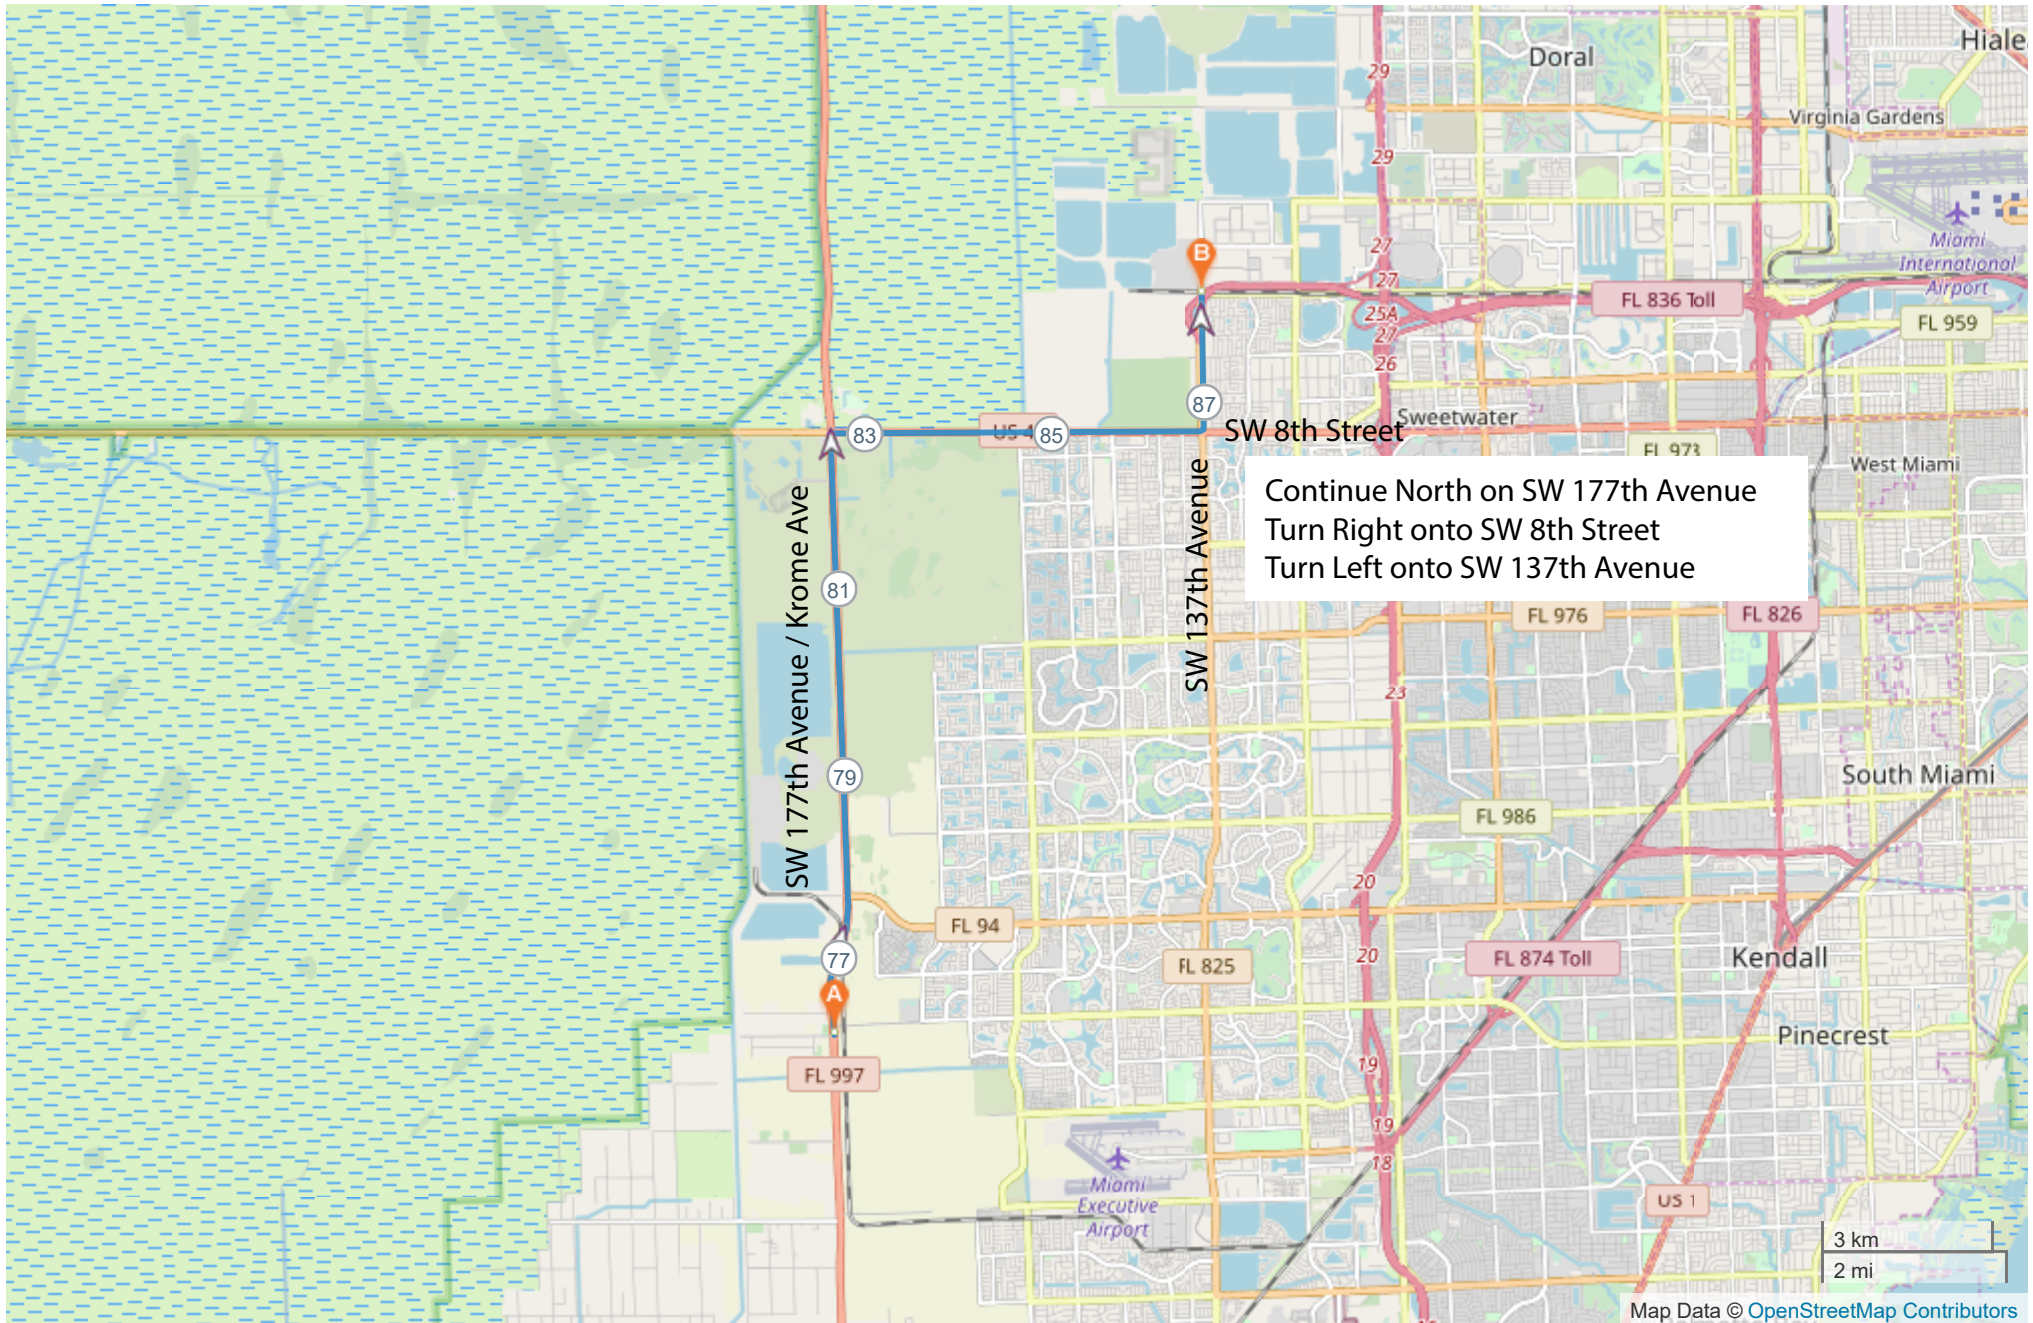 Hiale
Doral
29
Virginia Gardens
29
27
B
Miami
International
Airport
27
FL 836 Toll
25A
FL 959
27
26
87
Sweetwater
83
US 4
85
SW 8th Street
FL 973
West Miami
Continue North on SW 177th Avenue
Turn Right onto SW 8th Street
Turn Left onto SW 137th Avenue
SW 177th Avenue / Krome Ave
SW 137th Avenue
81
FL 976
FL 826
23
79
South Miami
FL 986
20
FL 94
77
FL 825
20
FL 874 Toll
Kendall
A
Pinecrest
FL 997
19
19
18
Miami
Executive
Airport
US 1
3 km
2 mi
Map Data © OpenStreetMap Contributors